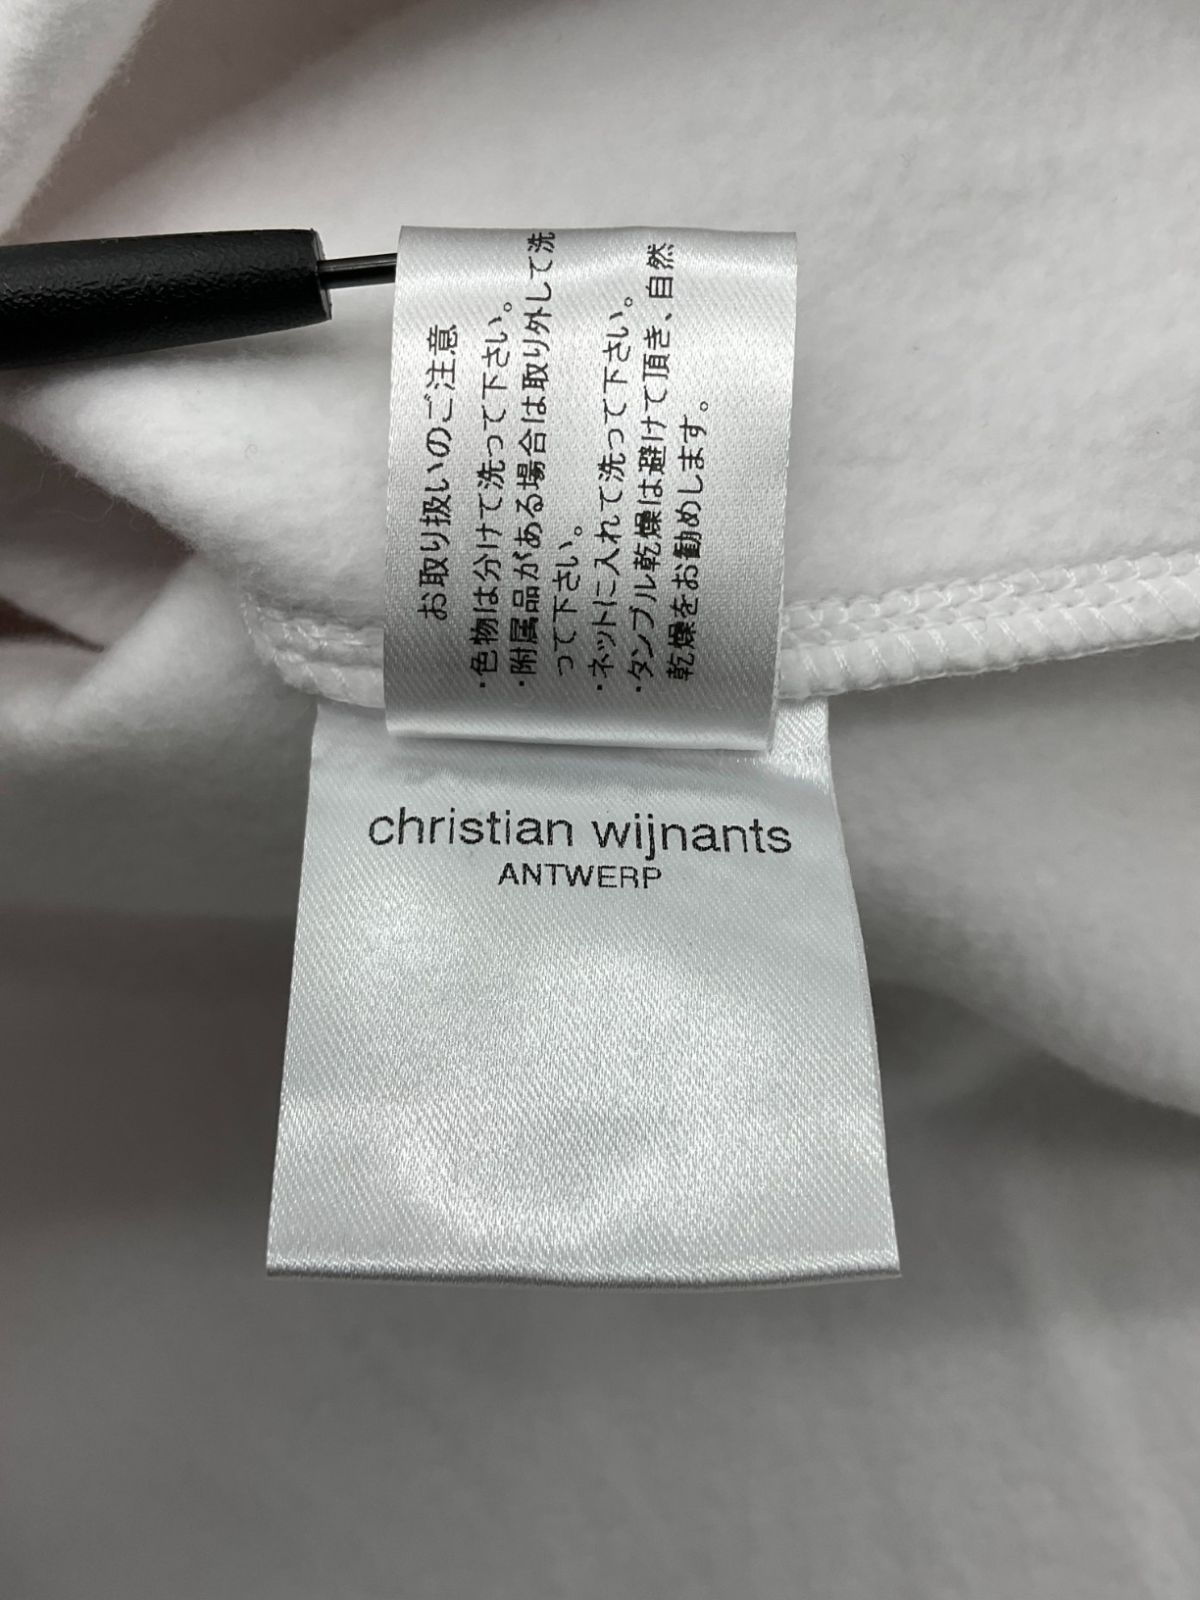 お取り扱いのご注意
・色物は分けて洗って下さい。
・附属品がある場合は取り外して洗
って下さい。
・ネットに入れて洗って下さい。
・タンブル乾燥は避けて頂き、自然
乾燥をお勧めします。
christian wijnants
ANTWERP